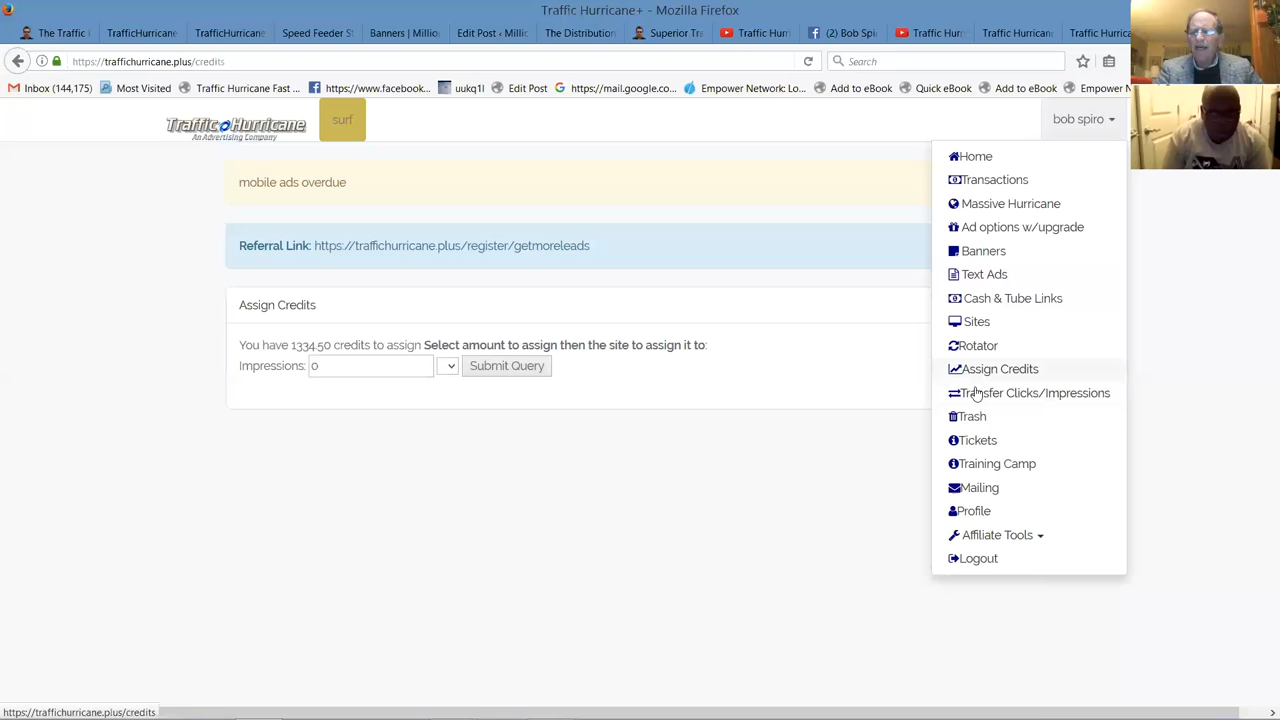 Traffic Hurricane+ - Mozilla Firefox
The Traffic
TrafficHurricane
TrafficHurricane.
Speed Feeder St
Banners | Millio
Edit Post ‹ Milli
The Distribution
Superior Tra
Traffic Hurr
(2) Bob Spi
Traffic Hurr
Traffic Hurricane
Traffic Hurrica
https://traffichurricane.plus/credits
Search
Inbox (144,175)
Most Visited
Traffic Hurricane Fast ...
https://www.facebook...
uukq1l
Edit Post
https://mail.google.co...
Empower Network: Lo...
Add to eBook
Quick eBook
Add to eBook
Empower N
Traffic Hurricane
An Advertising Company
surf
bob spiro
mobile ads overdue
Referral Link: https://traffichurricane.plus/register/getmoreleads
Assign Credits
You have 1334.50 credits to assign Select amount to assign then the site to assign it to:
Impressions: 0 Submit Query
Home
Transactions
Massive Hurricane
Ad options w/upgrade
Banners
Text Ads
Cash & Tube Links
Sites
Rotator
Assign Credits
Transfer Clicks/Impressions
Trash
Tickets
Training Camp
Mailing
Profile
Affiliate Tools
Logout
https://traffichurricane.plus/credits